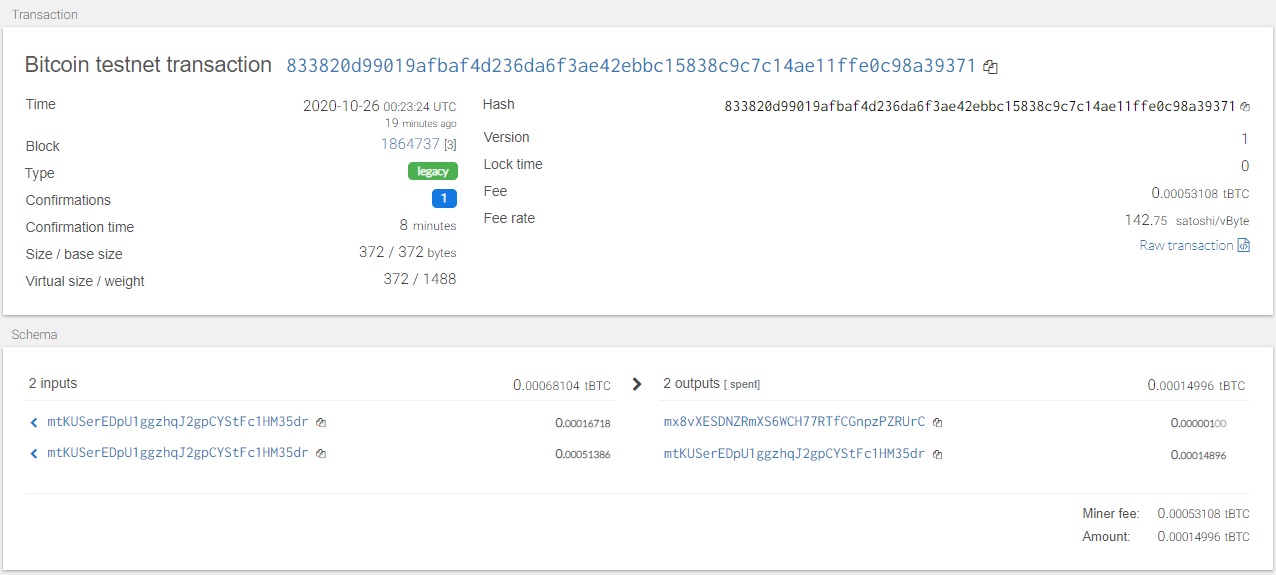 Transaction
Bitcoin testnet transaction 833820d99019afbaf4d236da6f3ae42ebbc15838c9c7c14ae11ffe0c98a39371
Time 2020-10-26 00:23:24 UTC
19 minutes ago
Block 1864737 [3]
Type legacy
Confirmations 1
Confirmation time 8 minutes
Size / base size 372 / 372 bytes
Virtual size / weight 372 / 1488
Hash 833820d99019afbaf4d236da6f3ae42ebbc15838c9c7c14ae11ffe0c98a39371
Version 1
Lock time 0
Fee 0.00053108 tBTC
Fee rate 142.75 satoshi/vByte
Raw transaction
Schema
2 inputs 0.00068104 tBTC
mtKUSerEDpU1ggzhqJ2gpCYStFc1HM35dr 0.00016718
mtKUSerEDpU1ggzhqJ2gpCYStFc1HM35dr 0.00051386
2 outputs [ spent] 0.00014996 tBTC
mx8vXESDNZRmXS6WCH77RTfCGnpzPZRUrC 0.00000100
mtKUSerEDpU1ggzhqJ2gpCYStFc1HM35dr 0.00014896
Miner fee: 0.00053108 tBTC
Amount: 0.00014996 tBTC